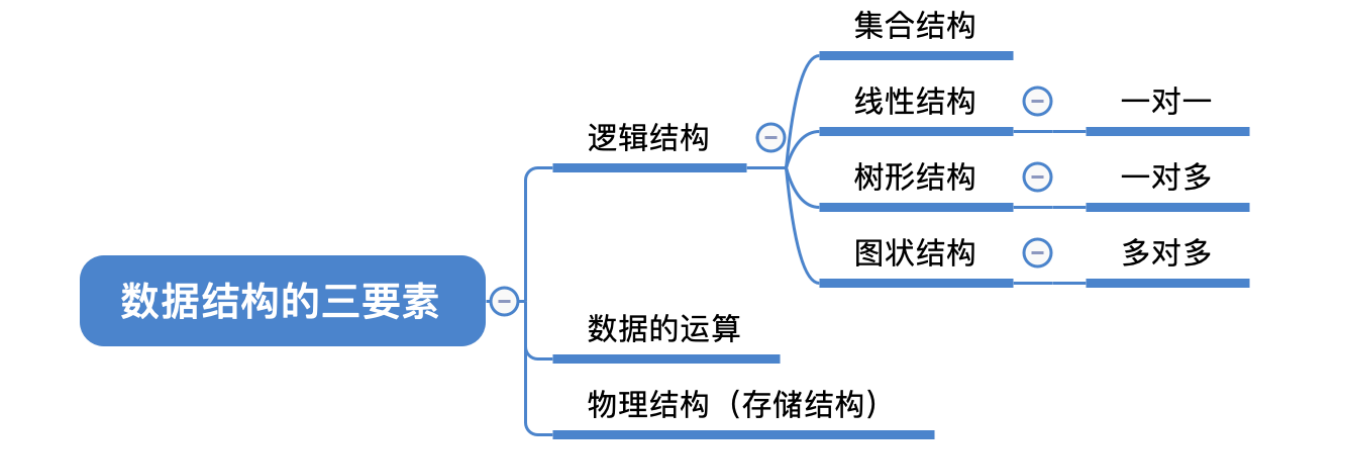 数据结构的三要素
逻辑结构
集合结构
线性结构
一对一
树形结构
一对多
图状结构
多对多
数据的运算
物理结构（存储结构）